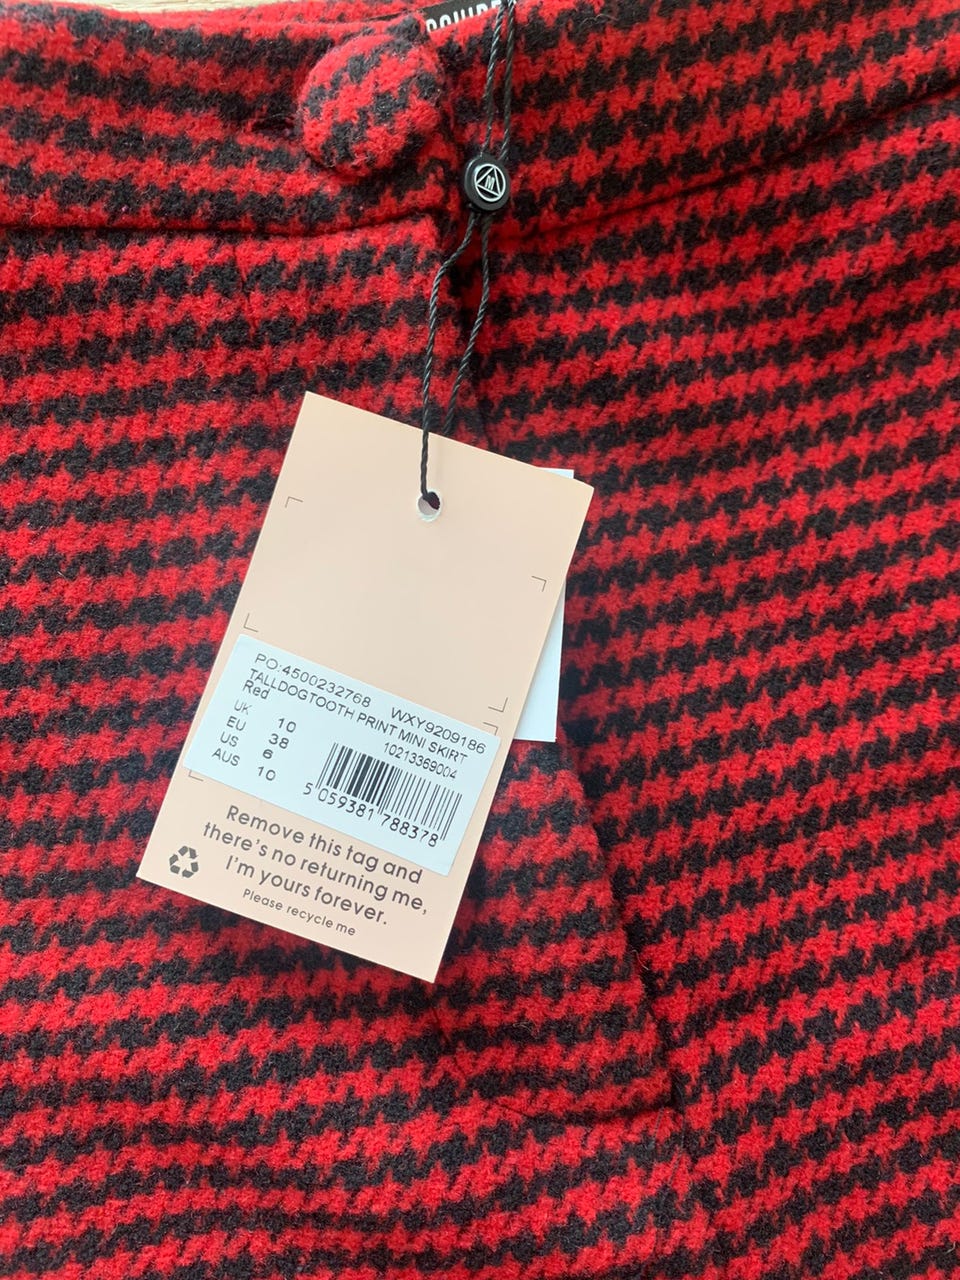 PO:4500232768 WXY9209186
TALLDOGTOOTH PRINT MINI SKIRT
Red 10213369004
UK 10
EU 38
US 6
AUS 10
5 059381 788378
Remove this tag and
there's no returning me,
I'm yours forever.
Please recycle me